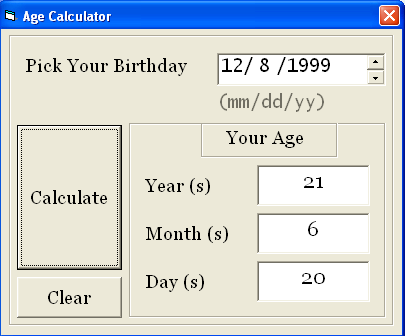 Age Calculator
Pick Your Birthday 12/ 8 /1999
(mm/dd/yy)
Your Age
Calculate
Year (s) 21
Month (s) 6
Day (s) 20
Clear